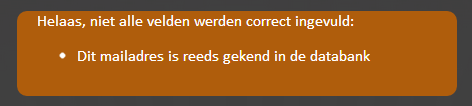 Helaas, niet alle velden werden correct ingevuld:
Dit mailadres is reeds gekend in de databank